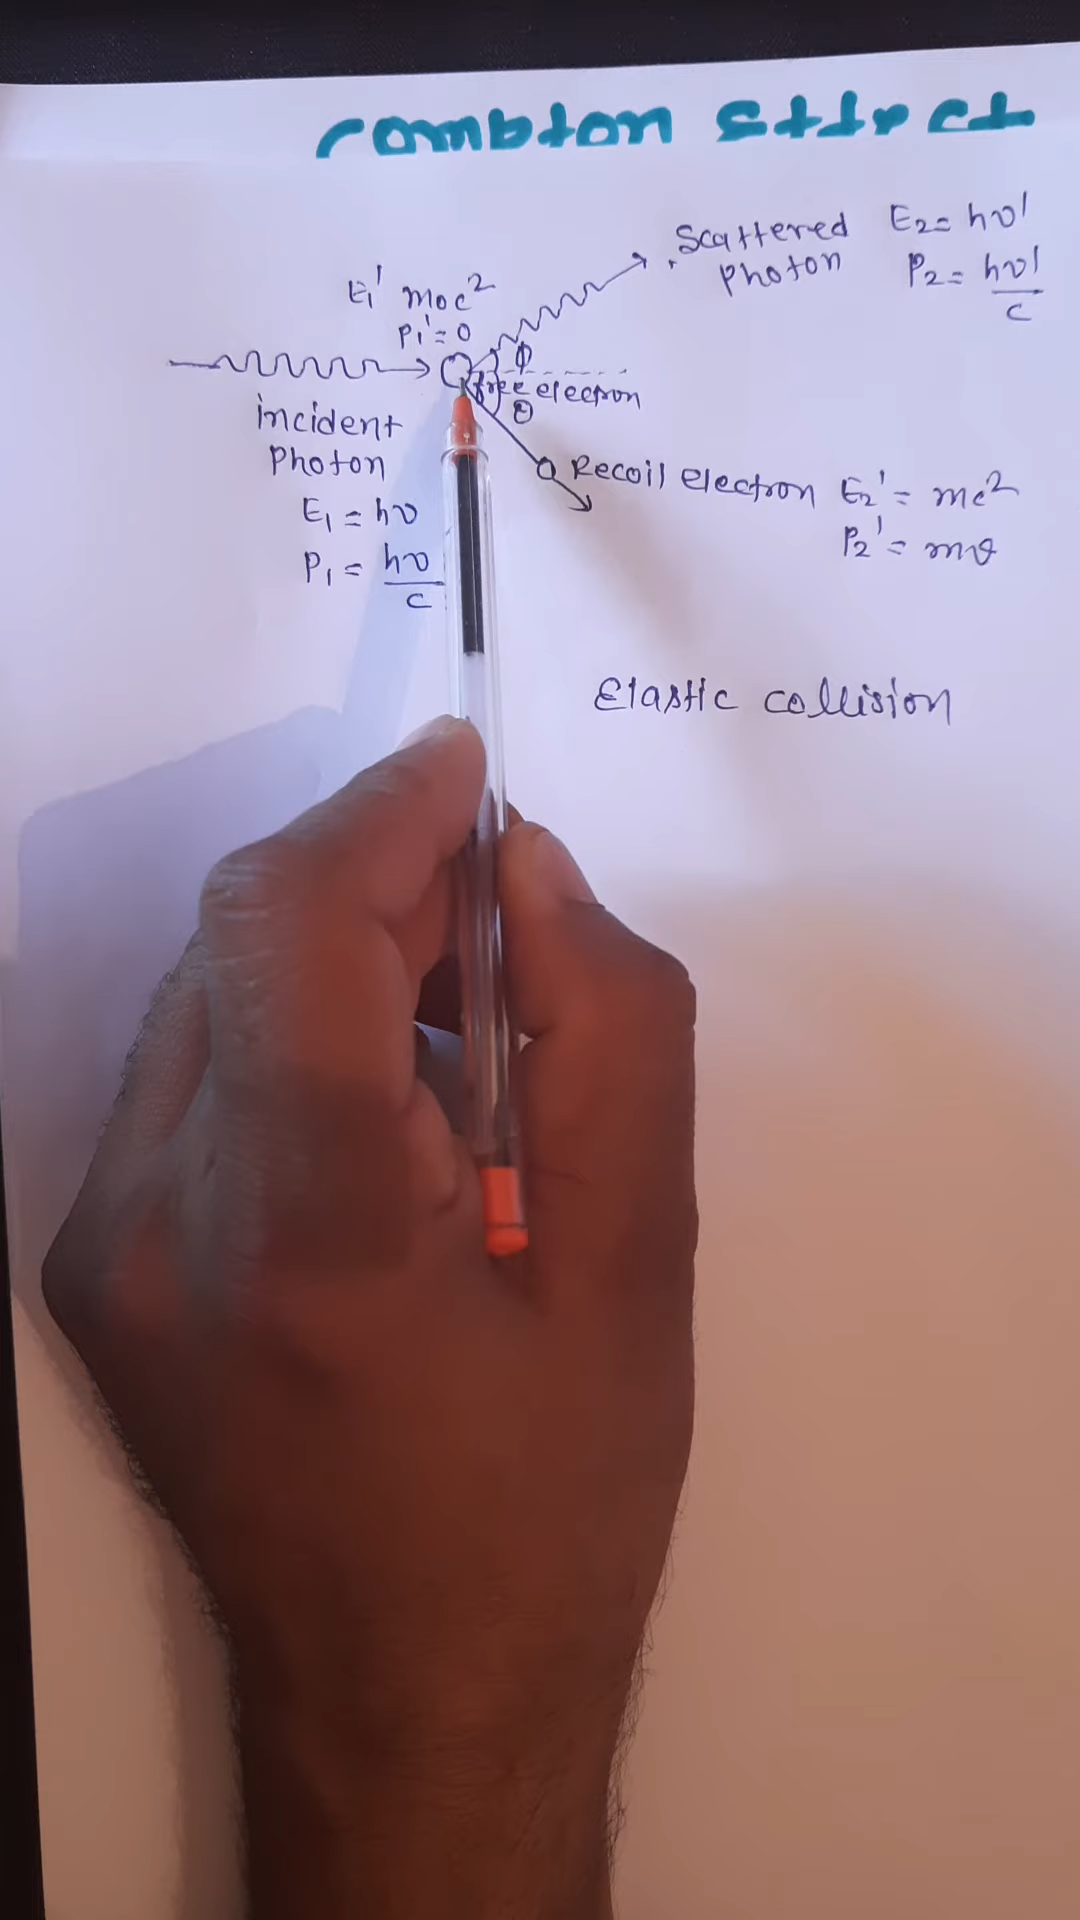 compton effect
Scattered E₂= hν'
Photon P₂= hν'/c
E₁' m₀c²
P₁'= 0
ϕ
free electron
θ
incident
Photon
E₁ = hν
P₁ = hν/c
Recoil electron E₂' = mc²
P₂' = mϑ
Elastic collision